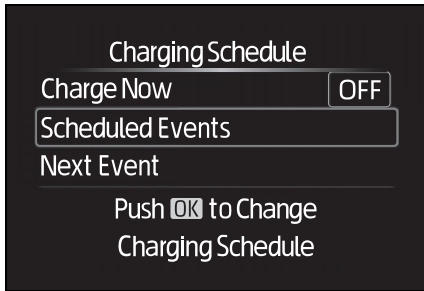 Charging Schedule
Charge Now OFF
Scheduled Events
Next Event
Push OK to Change
Charging Schedule